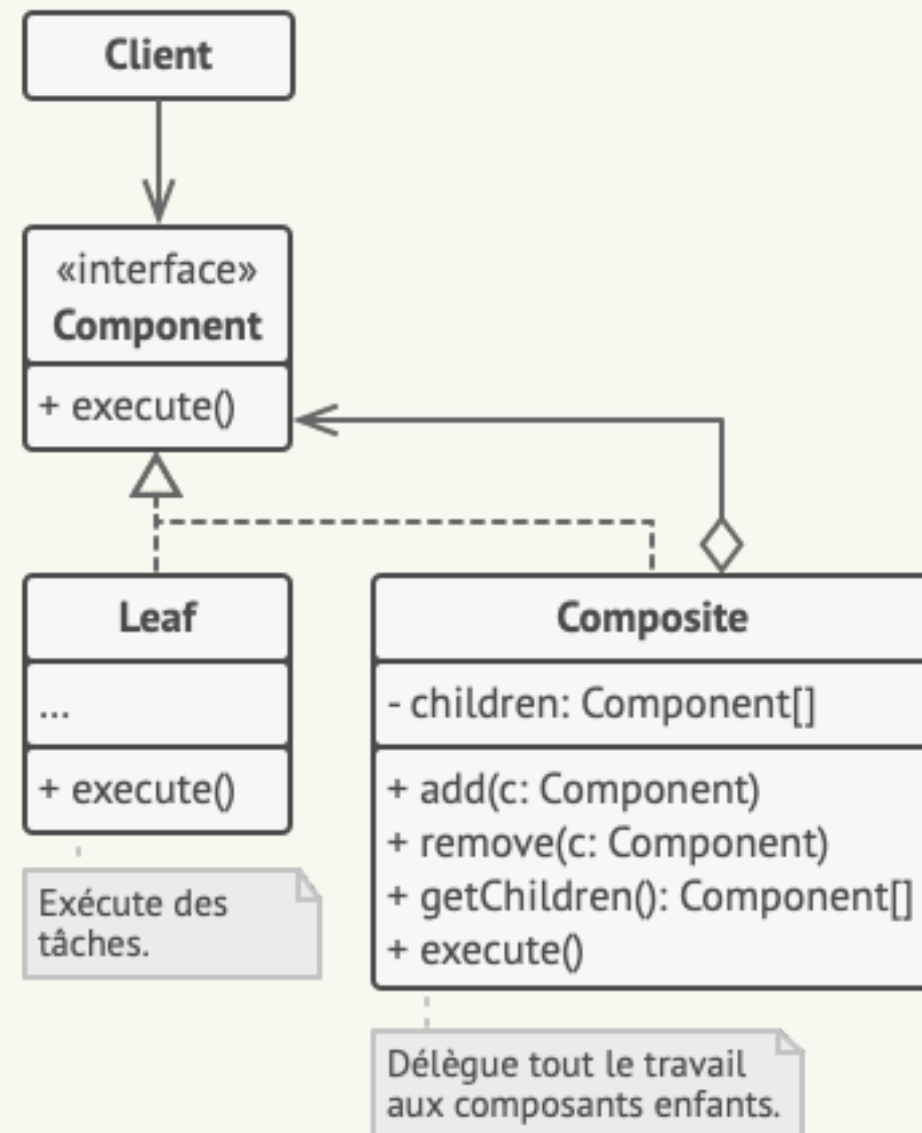 Client
«interface»
Component
+ execute()
Leaf
...
+ execute()
Exécute des
tâches.
Composite
- children: Component[]
+ add(c: Component)
+ remove(c: Component)
+ getChildren(): Component[]
+ execute()
Délègue tout le travail
aux composants enfants.